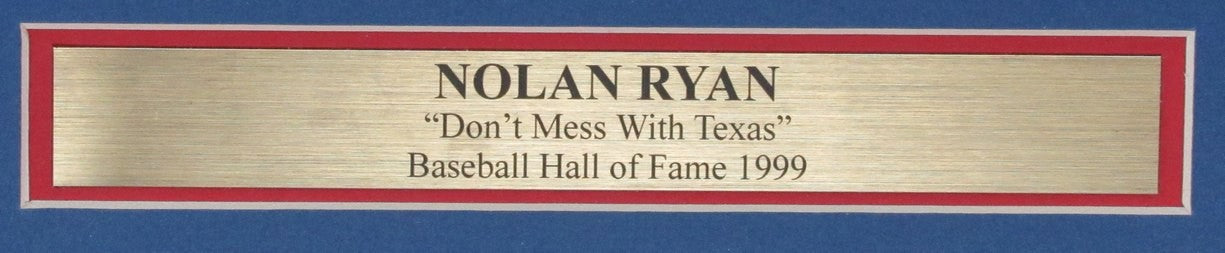 NOLAN RYAN
“Don’t Mess With Texas”
Baseball Hall of Fame 1999